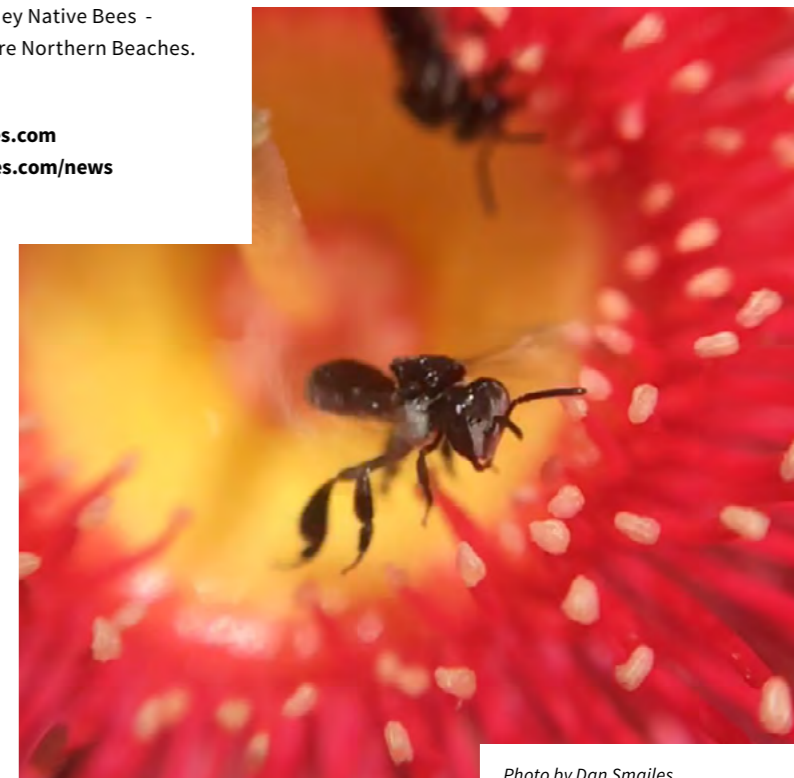 ey Native Bees -
re Northern Beaches.
s.com
es.com/news
Photo by Dan Smailes